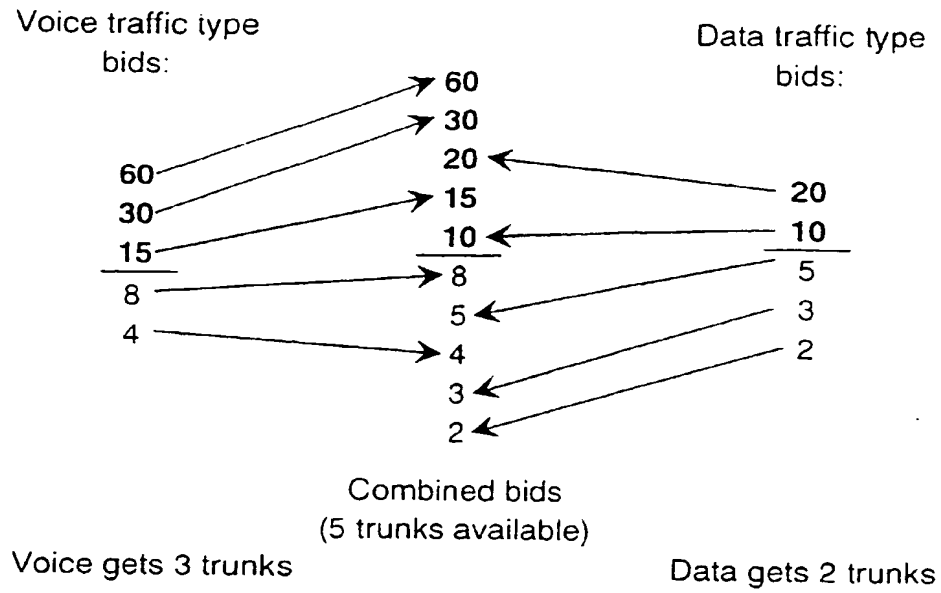 Voice traffic type
bids:
Data traffic type
bids:
60
30
15
8
4
60
30
20
15
10
8
5
4
3
2
20
10
5
3
2
Combined bids
(5 trunks available)
Voice gets 3 trunks
Data gets 2 trunks